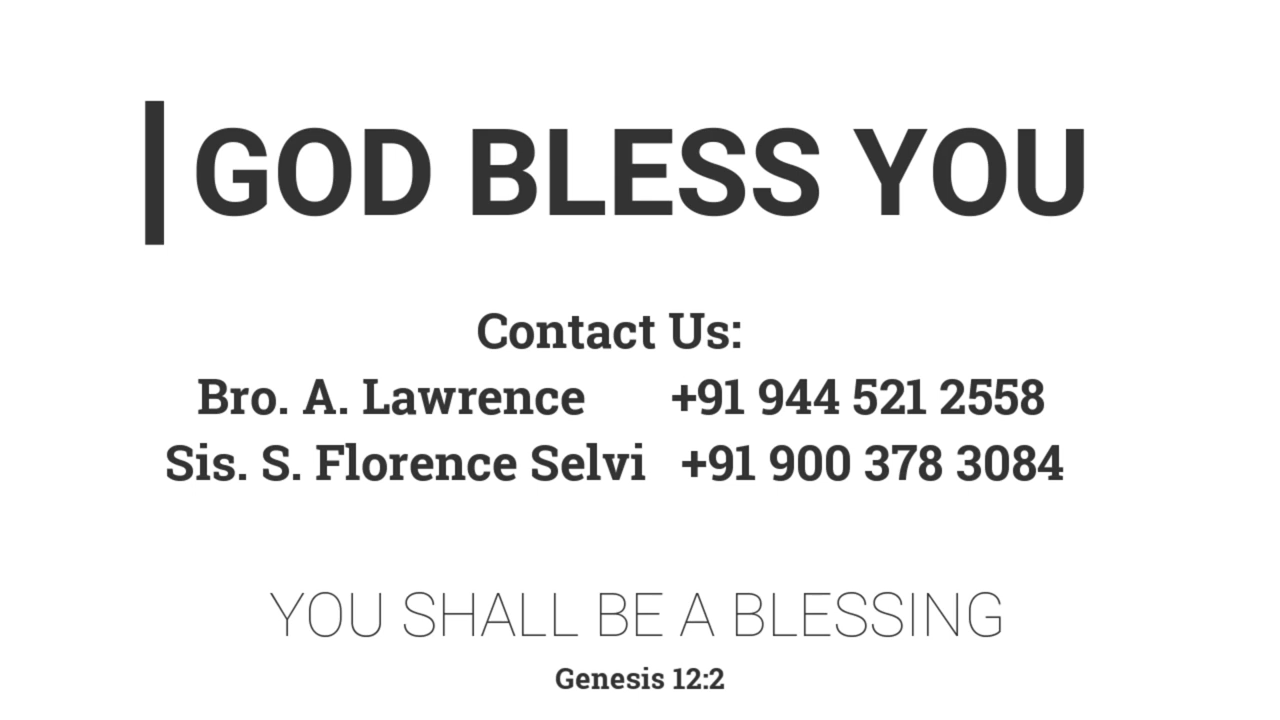 GOD BLESS YOU
Contact Us:
Bro. A. Lawrence +91 944 521 2558
Sis. S. Florence Selvi +91 900 378 3084
YOU SHALL BE A BLESSING
Genesis 12:2